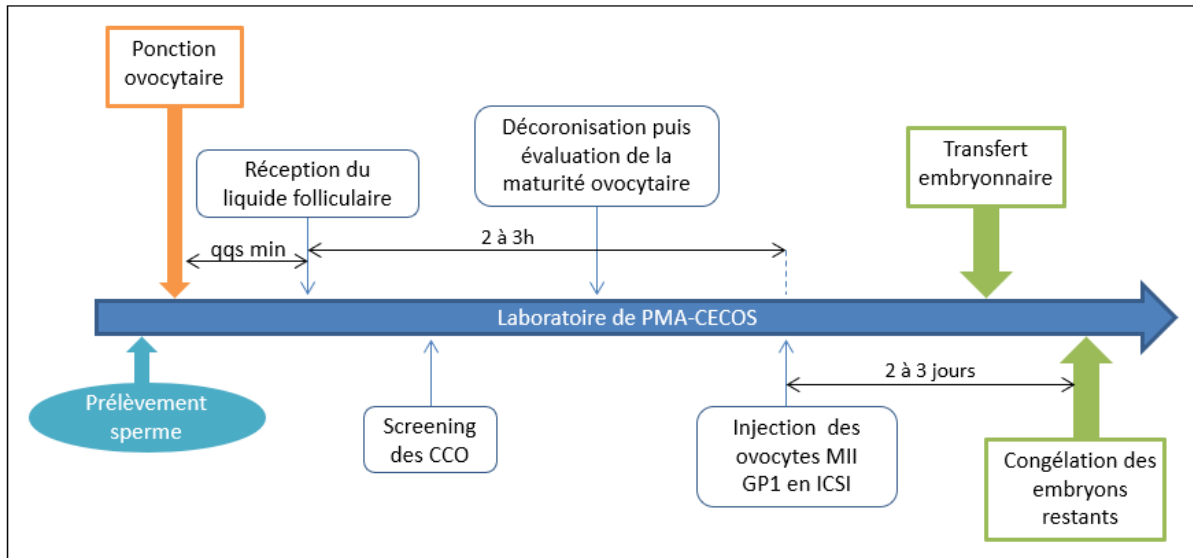 Ponction
ovocytaire
Réception du
liquide folliculaire
Décoronisation puis
évaluation de la
maturité ovocytaire
Transfert
embryonnaire
qqs min
2 à 3h
Laboratoire de PMA-CECOS
Prélèvement
sperme
Screening
des CCO
2 à 3 jours
Injection des
ovocytes MII
GP1 en ICSI
Congélation des
embryons
restants